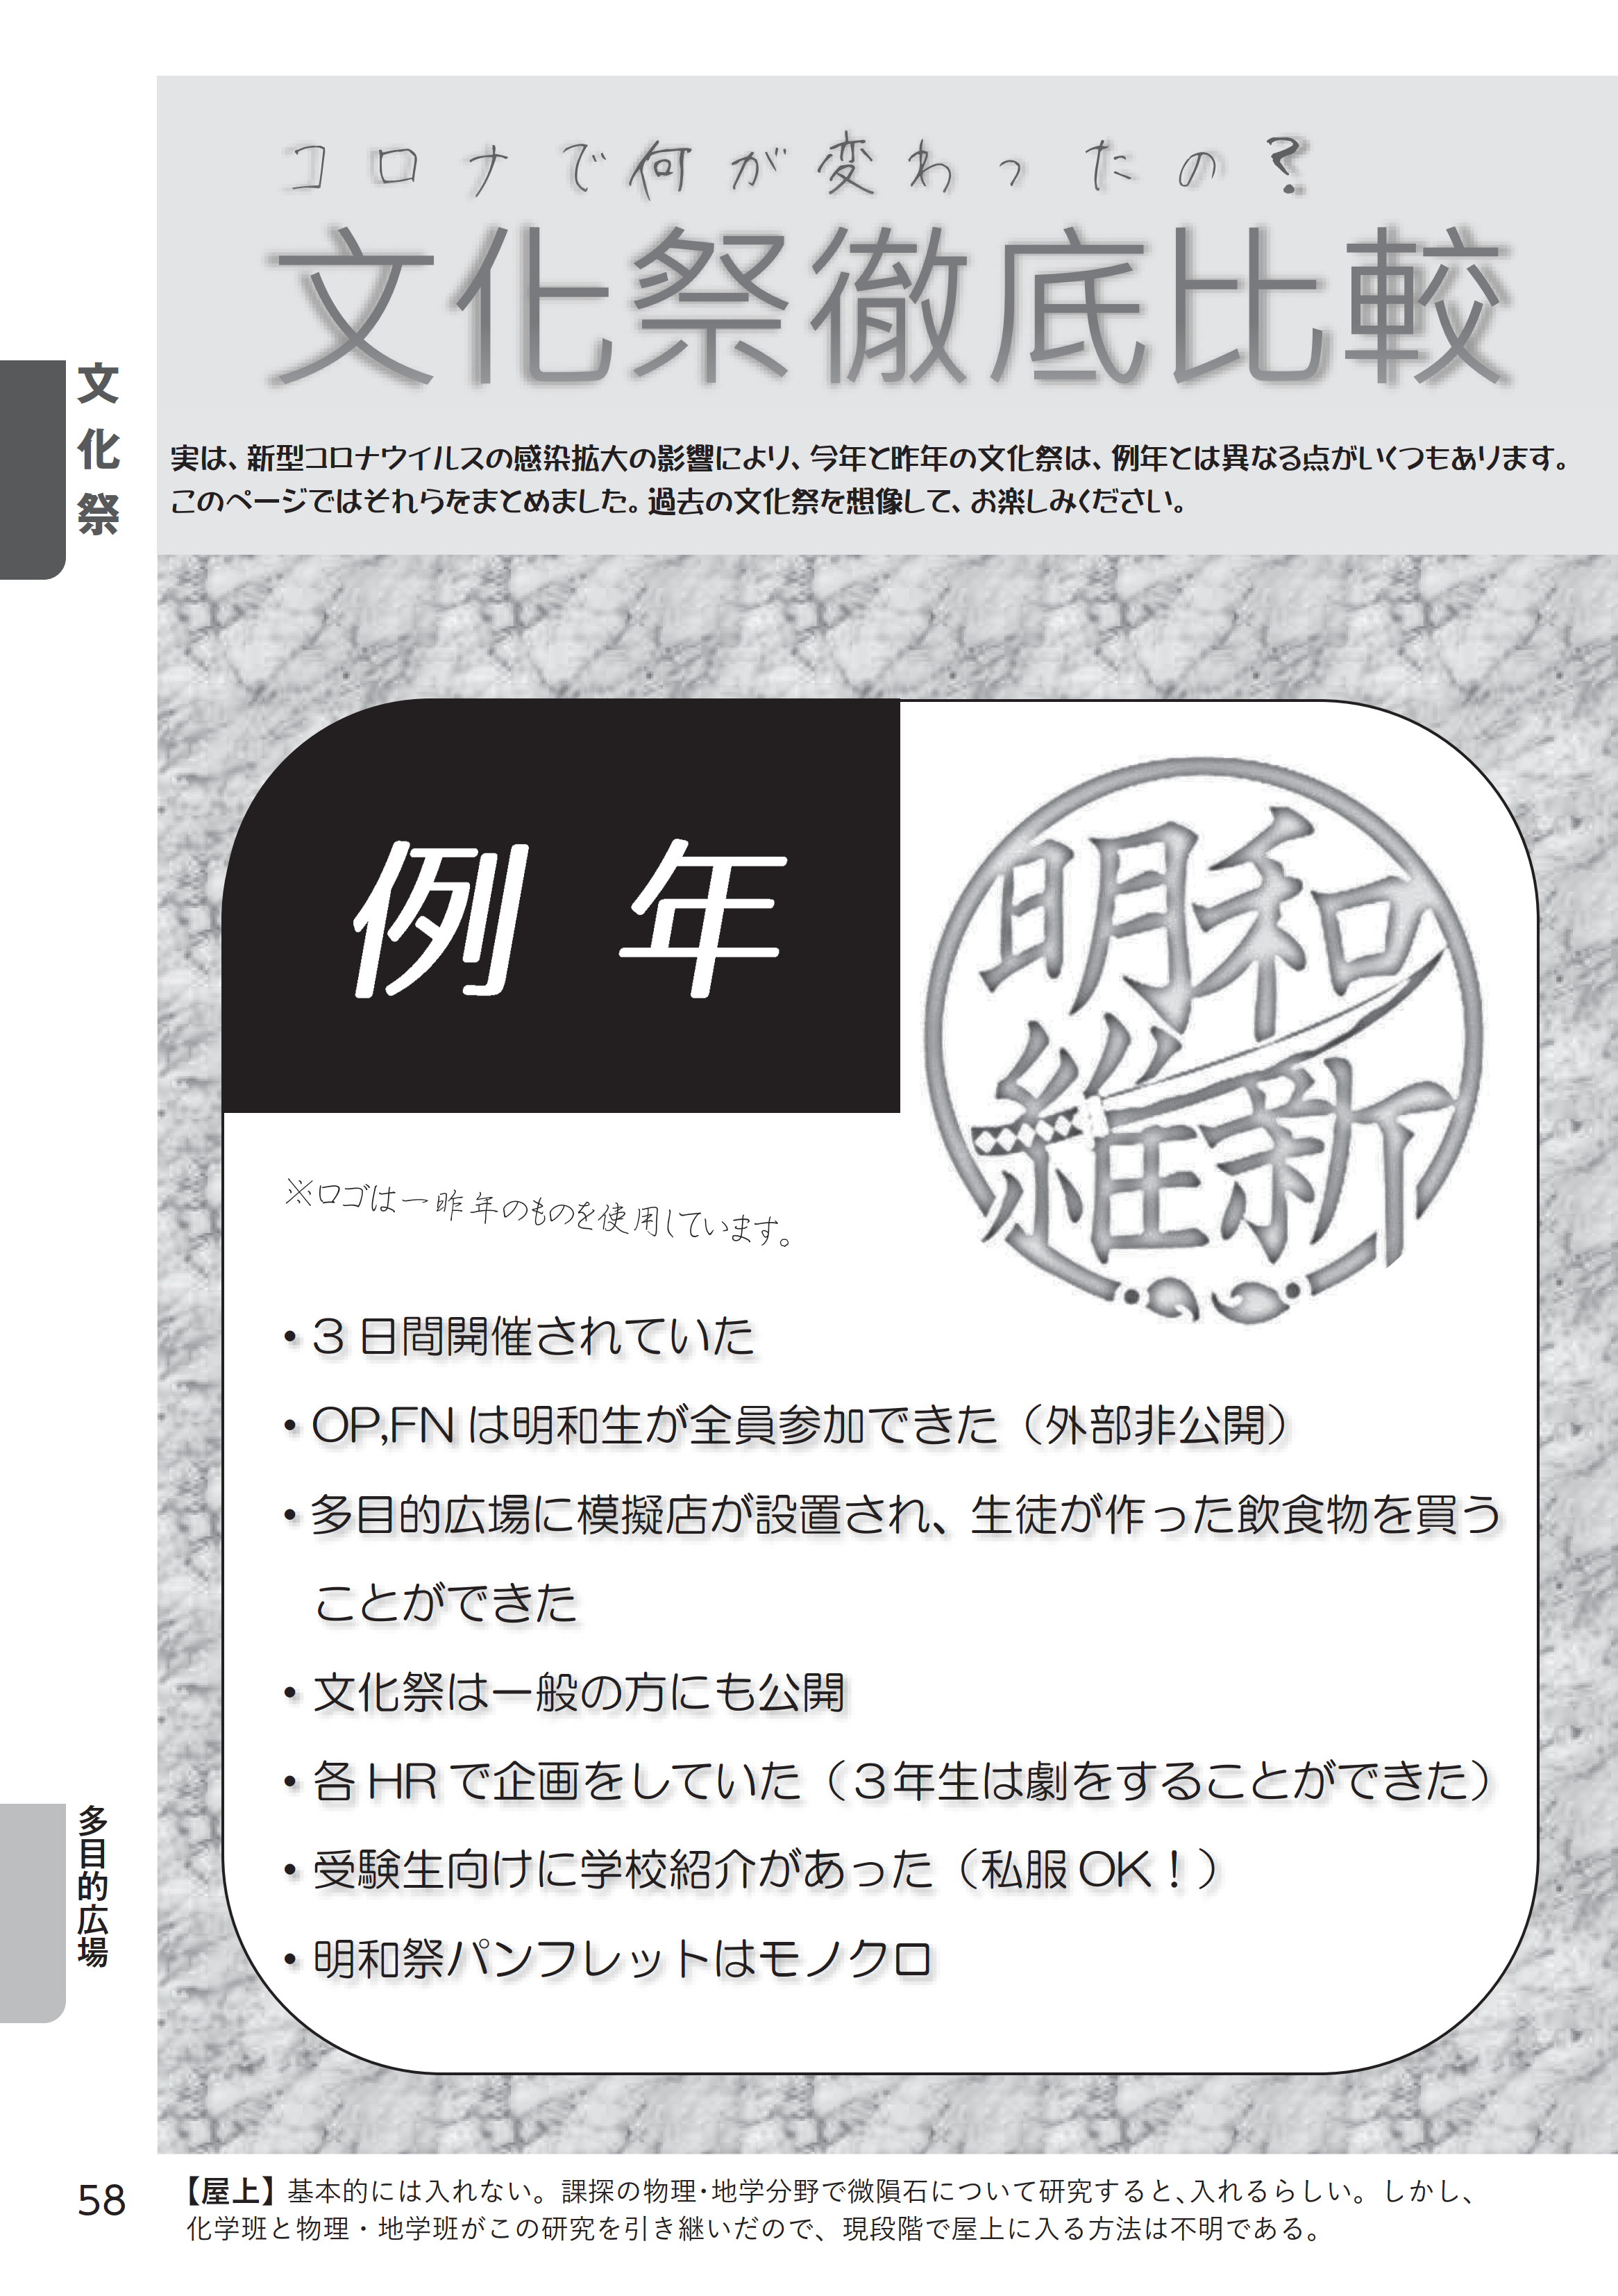 コロナで何が変わったの?
文化祭徹底比較
文化祭
実は、新型コロナウイルスの感染拡大の影響により、今年と昨年の文化祭は、例年とは異なる点がいくつもあります。
このページではそれらをまとめました。過去の文化祭を想像して、お楽しみください。
例 年
明和
維新
※ロゴは一昨年のものを使用しています。
・3 日間開催されていた
・OP,FN は明和生が全員参加できた（外部非公開）
・多目的広場に模擬店が設置され、生徒が作った飲食物を買う
ことができた
・文化祭は一般の方にも公開
・各 HR で企画をしていた（３年生は劇をすることができた）
・受験生向けに学校紹介があった（私服 OK！）
・明和祭パンフレットはモノクロ
多目的広場
58
【屋上】基本的には入れない。課探の物理・地学分野で微隕石について研究すると、入れるらしい。しかし、
化学班と物理・地学班がこの研究を引き継いだので、現段階で屋上に入る方法は不明である。